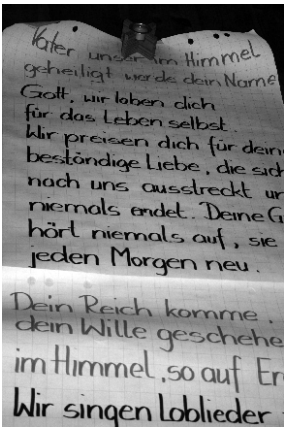 Vater unser im Himmel
geheiligt werde dein Name
Gott, wir loben dich
für das Leben selbst.
Wir preisen dich für dein
beständige Liebe, die sich
nach uns ausstreckt ur
niemals endet. Deine G
hört niemals auf, sie
jeden Morgen neu.
Dein Reich komme.
dein Wille geschehe
im Himmel, so auf Er
Wir singen Loblieder